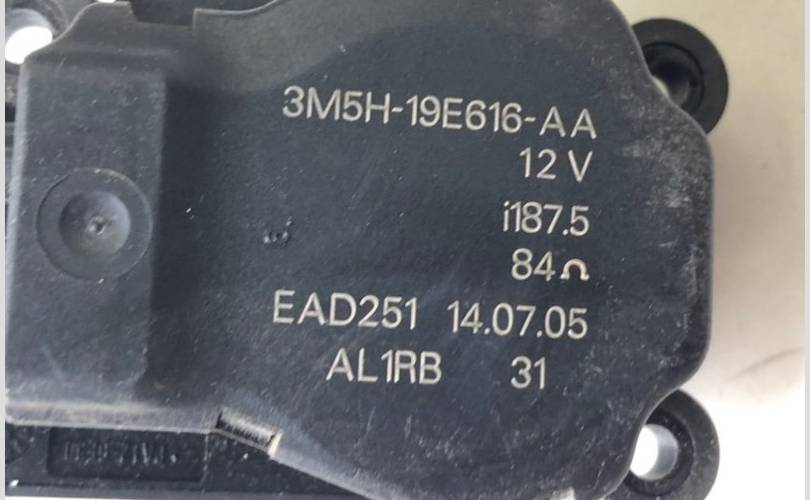 3M5H-19E616-AA
12 V
i187.5
84Ω
EAD251 14.07.05
AL1RB 31